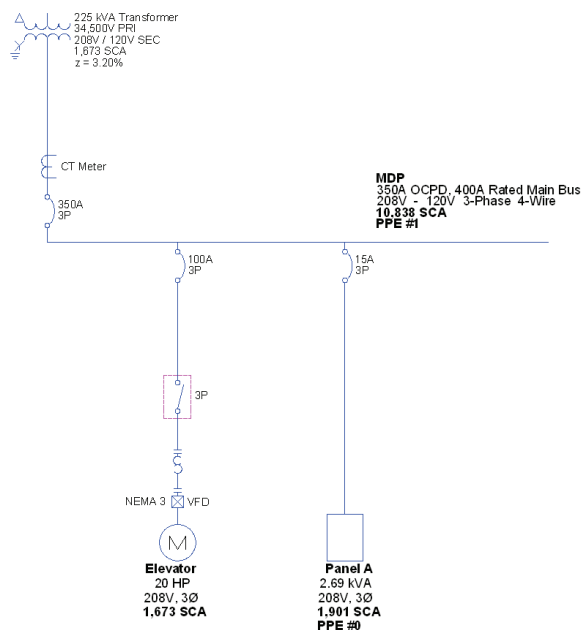 225 kVA Transformer
34,500V PRI
208V / 120V SEC
1,673 SCA
z = 3.20%
CT Meter
350A
3P
MDP
350A OCPD, 400A Rated Main Bus
208V - 120V 3-Phase 4-Wire
10.838 SCA
PPE #1
100A
3P
15A
3P
3P
NEMA 3 VFD
M
Elevator
20 HP
208V, 3Ø
1,673 SCA
Panel A
2.69 kVA
208V, 3Ø
1,901 SCA
PPE #0